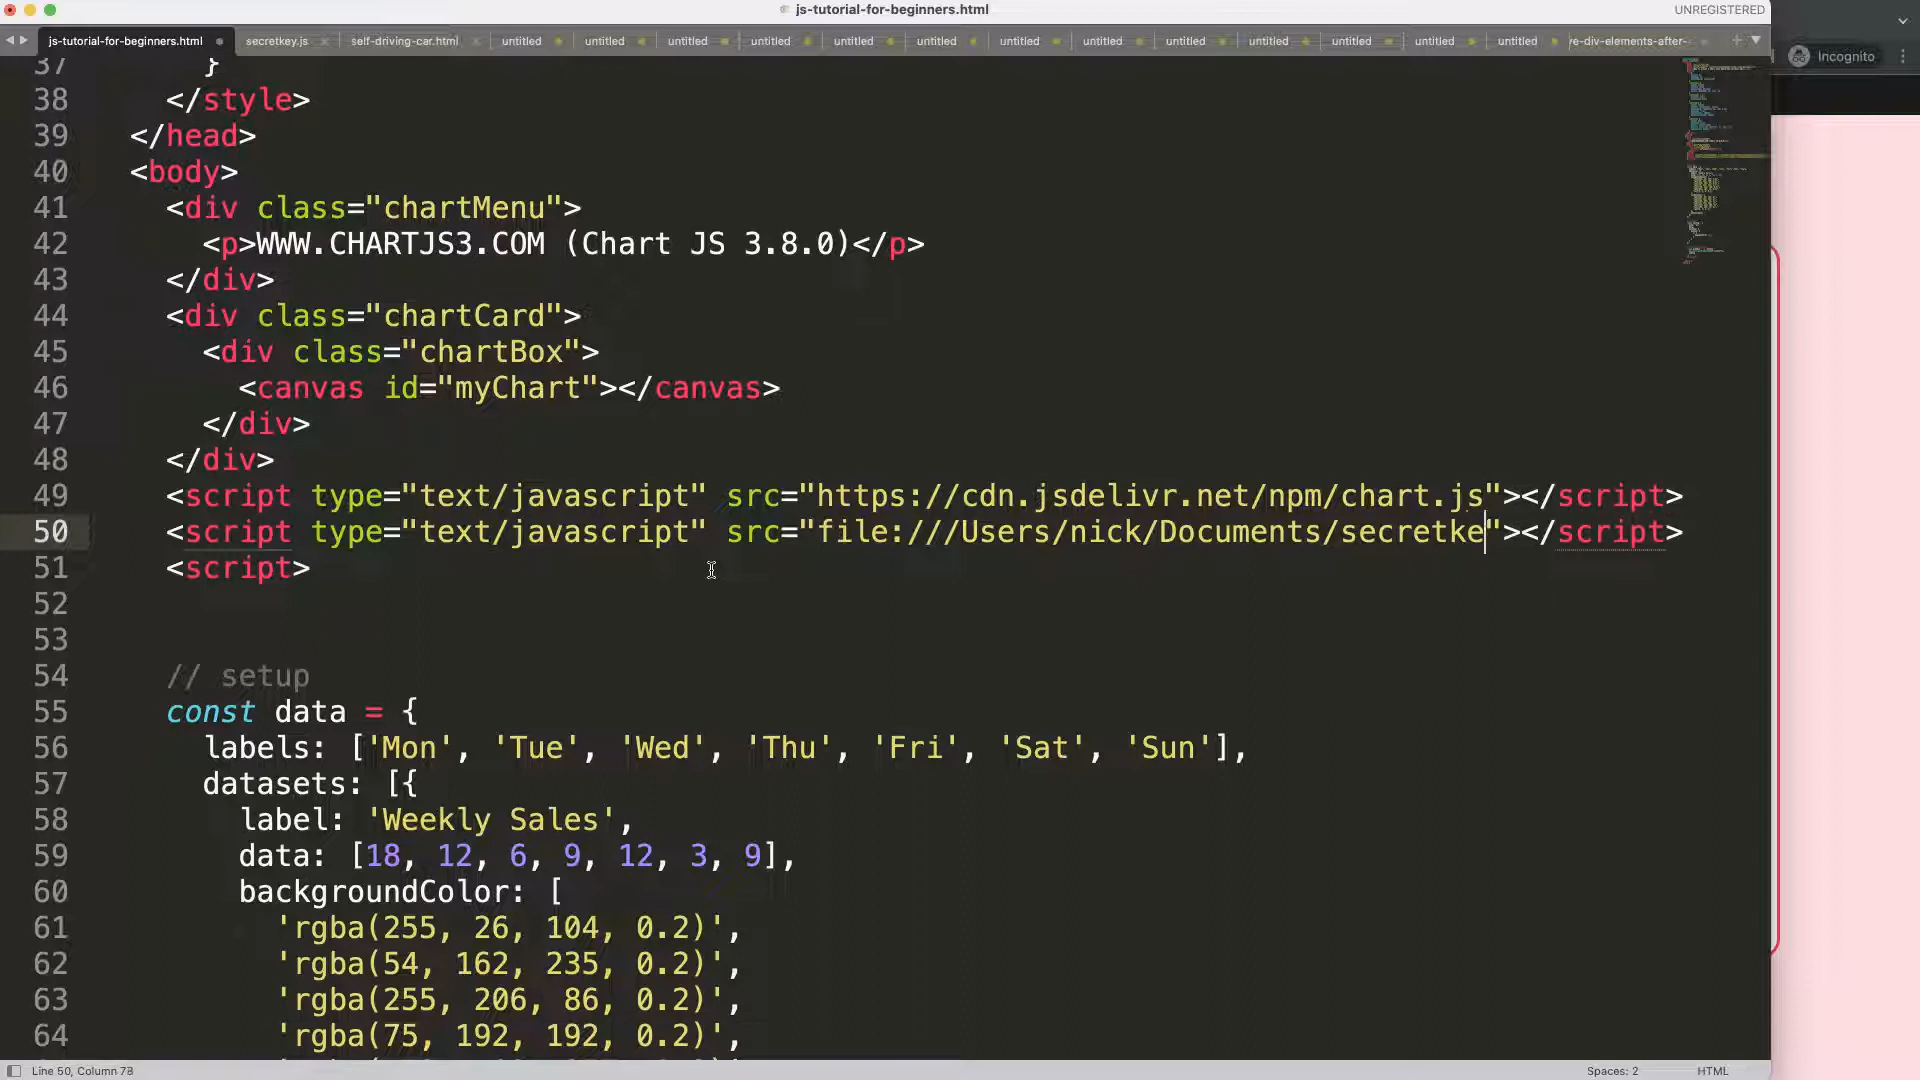 js-tutorial-for-beginners.html
UNREGISTERED
js-tutorial-for-beginners.html secretkey.js self-driving-car.html untitled untitled untitled untitled untitled untitled untitled untitled untitled untitled untitled untitled untitled ve-div-elements-after-
Incognito
37 }
38 </style>
39 </head>
40 <body>
41 <div class="chartMenu">
42 <p>WWW.CHARTJS3.COM (Chart JS 3.8.0)</p>
43 </div>
44 <div class="chartCard">
45 <div class="chartBox">
46 <canvas id="myChart"></canvas>
47 </div>
48 </div>
49 <script type="text/javascript" src="https://cdn.jsdelivr.net/npm/chart.js"></script>
50 <script type="text/javascript" src="file:///Users/nick/Documents/secretke"></script>
51 <script>
52
53
54 // setup
55 const data = {
56 labels: ['Mon', 'Tue', 'Wed', 'Thu', 'Fri', 'Sat', 'Sun'],
57 datasets: [{
58 label: 'Weekly Sales',
59 data: [18, 12, 6, 9, 12, 3, 9],
60 backgroundColor: [
61 'rgba(255, 26, 104, 0.2)',
62 'rgba(54, 162, 235, 0.2)',
63 'rgba(255, 206, 86, 0.2)',
64 'rgba(75, 192, 192, 0.2)',
Line 50, Column 73
Spaces: 2
HTML